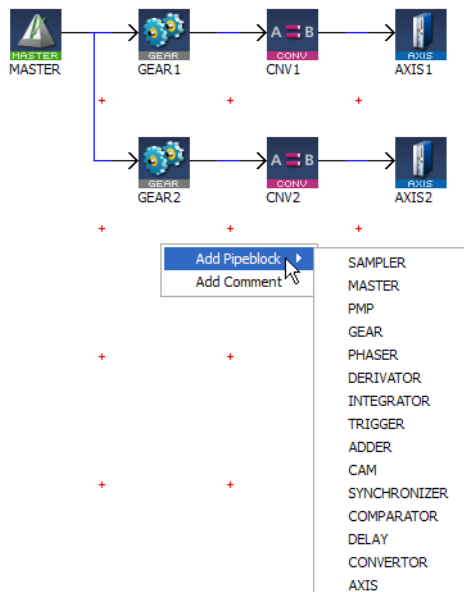 A B
A B
MASTER GEAR CONV AXIS
MASTER GEAR1 CNV1 AXIS1
A B
GEAR CONV AXIS
GEAR2 CNV2 AXIS2
Add Pipeblock
Add Comment
SAMPLER
MASTER
PMP
GEAR
PHASER
DERIVATOR
INTEGRATOR
TRIGGER
ADDER
CAM
SYNCHRONIZER
COMPARATOR
DELAY
CONVERTOR
AXIS